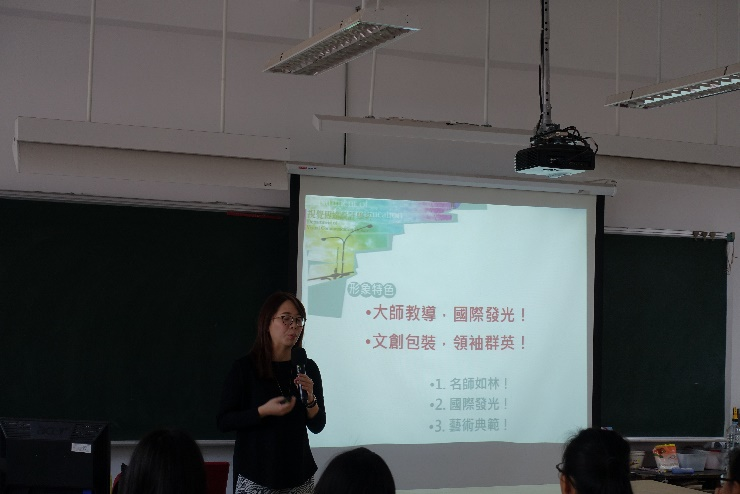 形象特色
•大師教導﹐國際發光！
•文創包裝﹐領袖群英！
•1. 名師如林！
•2. 國際發光！
•3. 藝術典範！